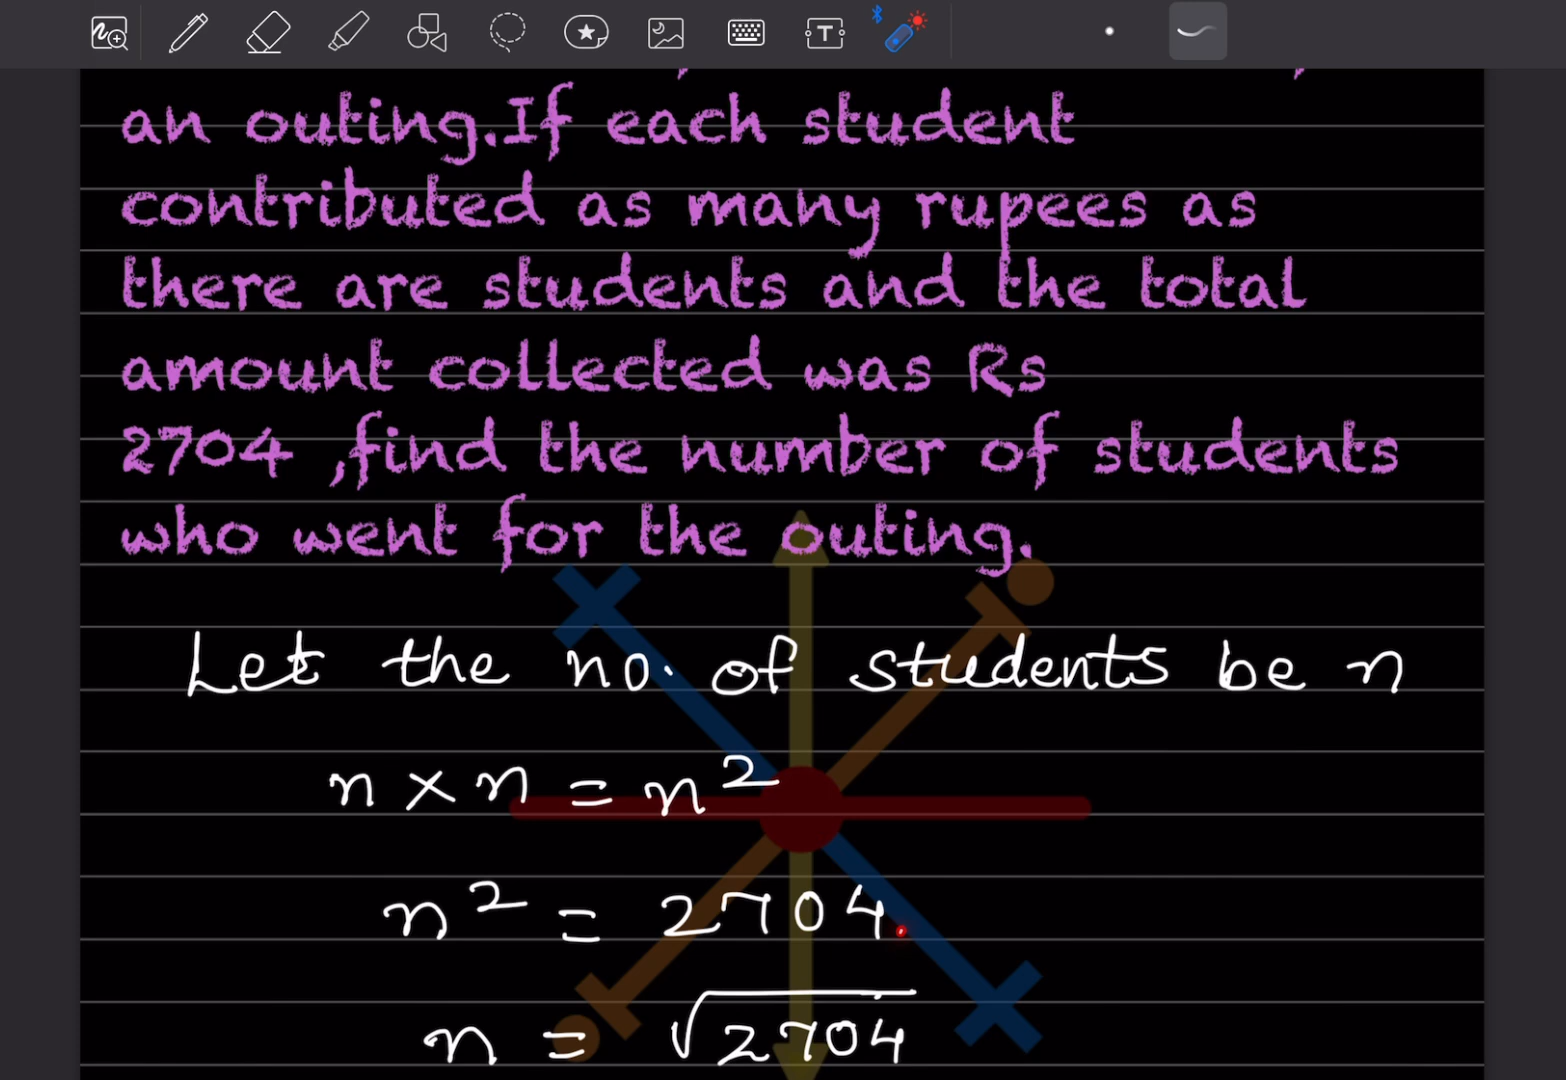 an outing.If each student
contributed as many rupees as
there are students and the total
amount collected was Rs
2704 ,find the number of students
who went for the outing.
Let the no. of students be n
n × n = n²
n² = 2704
n = √2704